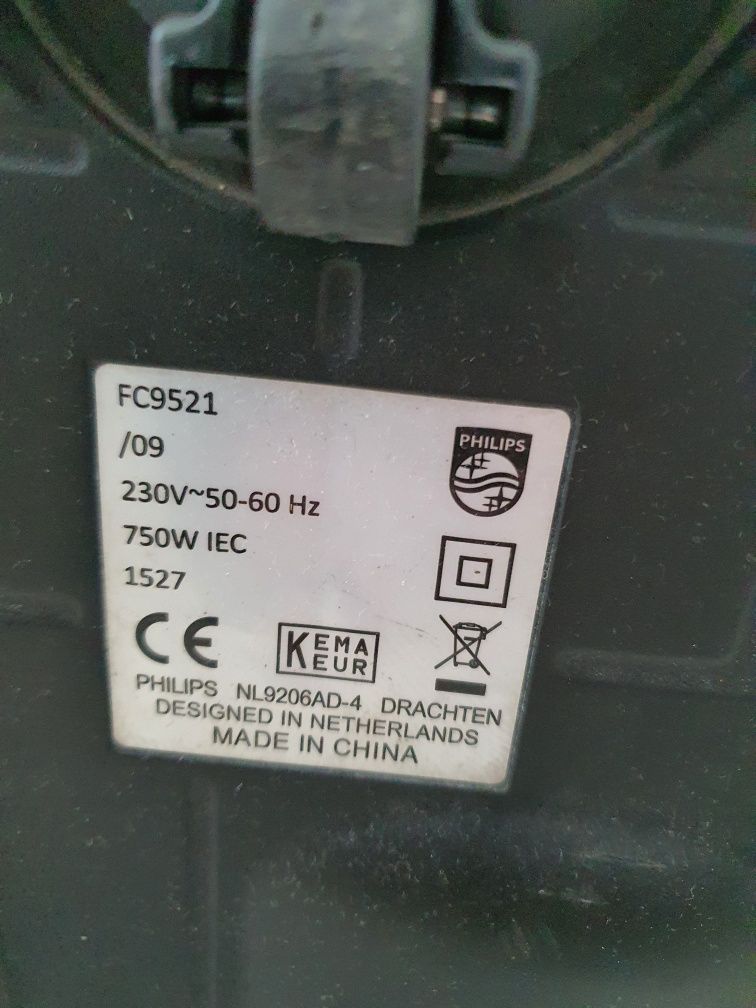 FC9521
/09
PHILIPS
230V~50-60 Hz
750W IEC
1527
CE
KEMA
EUR
PHILIPS NL9206AD-4 DRACHTEN
DESIGNED IN NETHERLANDS
MADE IN CHINA